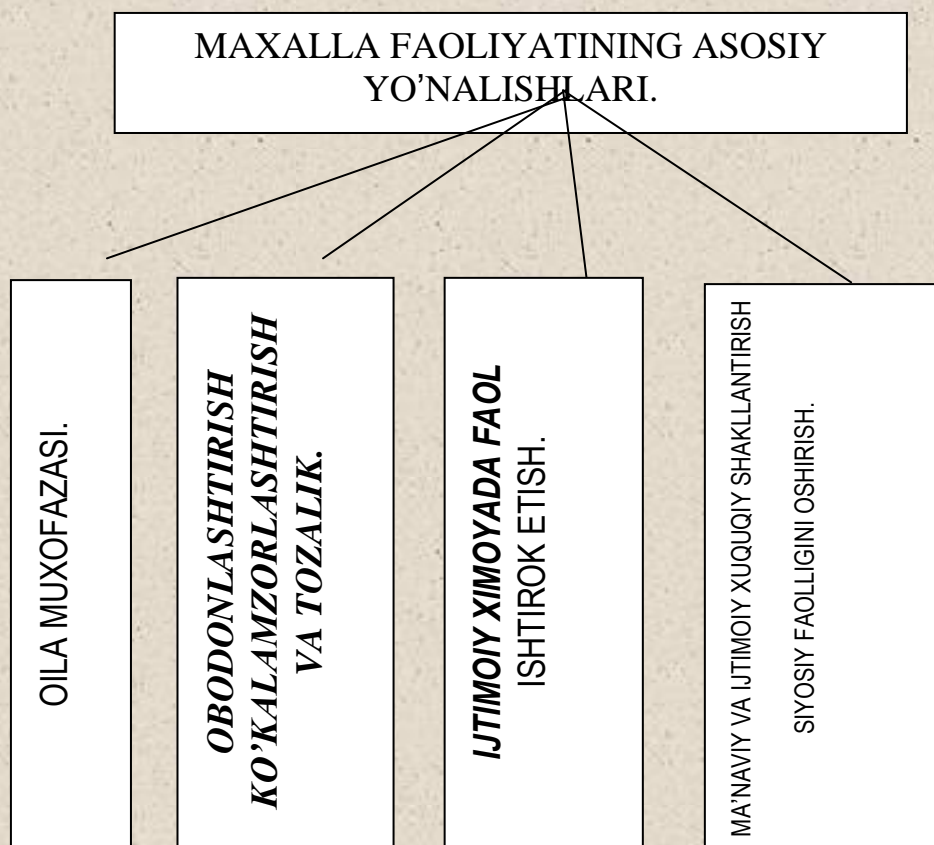 MAXALLA FAOLIYATINING ASOSIY
YO’NALISHLARI.
OILA MUXOFAZASI.
OBODONLASHTIRISH
KO’KALAMZORLASHTIRISH
VA TOZALIK.
IJTIMOIY XIMOYADA FAOL
ISHTIROK ETISH.
MA’NAVIY VA IJTIMOIY XUQUQIY SHAKLLANTIRISH
SIYOSIY FAOLLIGINI OSHIRISH.